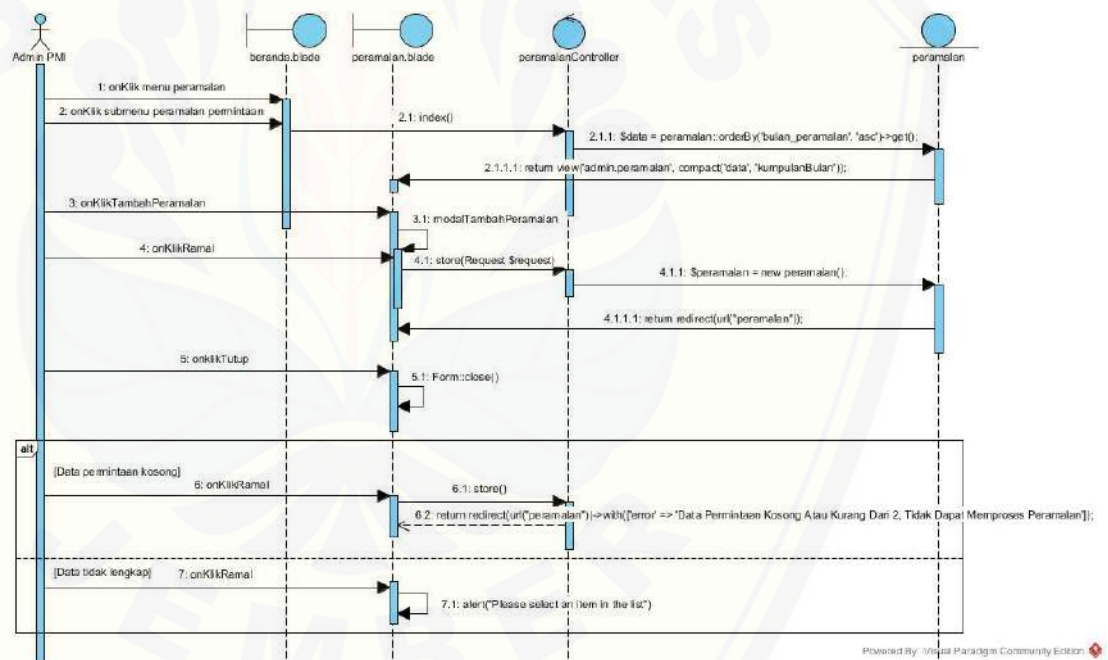 Admin PMI
beranda.blade
peramalan.blade
peramalanController
peramalan
1: onKlik menu peramalan
2: onKlik submenu peramalan permintaan
2.1: index()
2.1.1: $data = peramalan::orderBy('bulan_peramalan', 'asc')->get();
2.1.1.1: return view('admin.peramalan', compact('data', 'kumpulanBulan'));
3: onKlikTambahPeramalan
3.1: modalTambahPeramalan
4: onKlikRamal
4.1: store(Request $request)
4.1.1: $peramalan = new peramalan();
4.1.1.1: return redirect(url("peramalan"));
5: onklikTutup
5.1: Form::close()
alt
[Data permintaan kosong]
6: onKlikRamal
6.1: store()
6.2: return redirect(url("peramalan"))->with(['error' => 'Data Permintaan Kosong Atau Kurang Dari 2, Tidak Dapat Memproses Peramalan']);
[Data tidak lengkap]
7: onKlikRamal
7.1: alert("Please select an item in the list")
EMBER
Powered By Visual Paradigm Community Edition